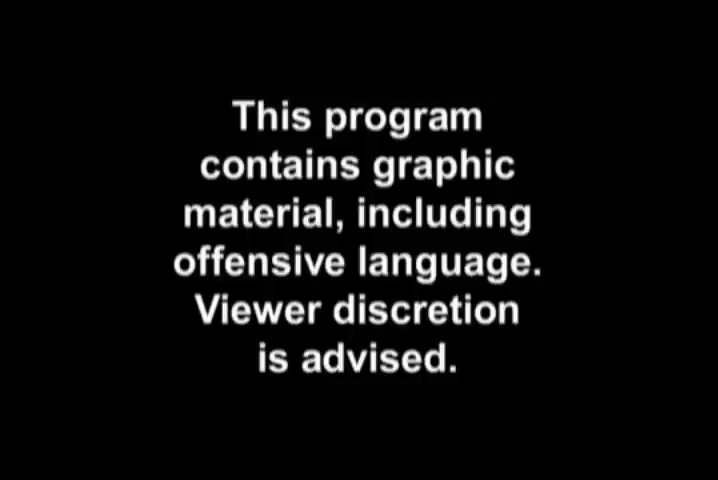 This program
contains graphic
material, including
offensive language.
Viewer discretion
is advised.